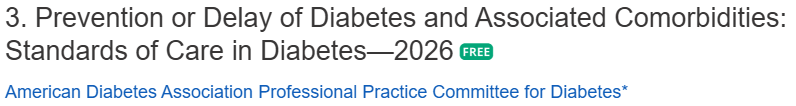 3. Prevention or Delay of Diabetes and Associated Comorbidities:
Standards of Care in Diabetes—2026 FREE
American Diabetes Association Professional Practice Committee for Diabetes*